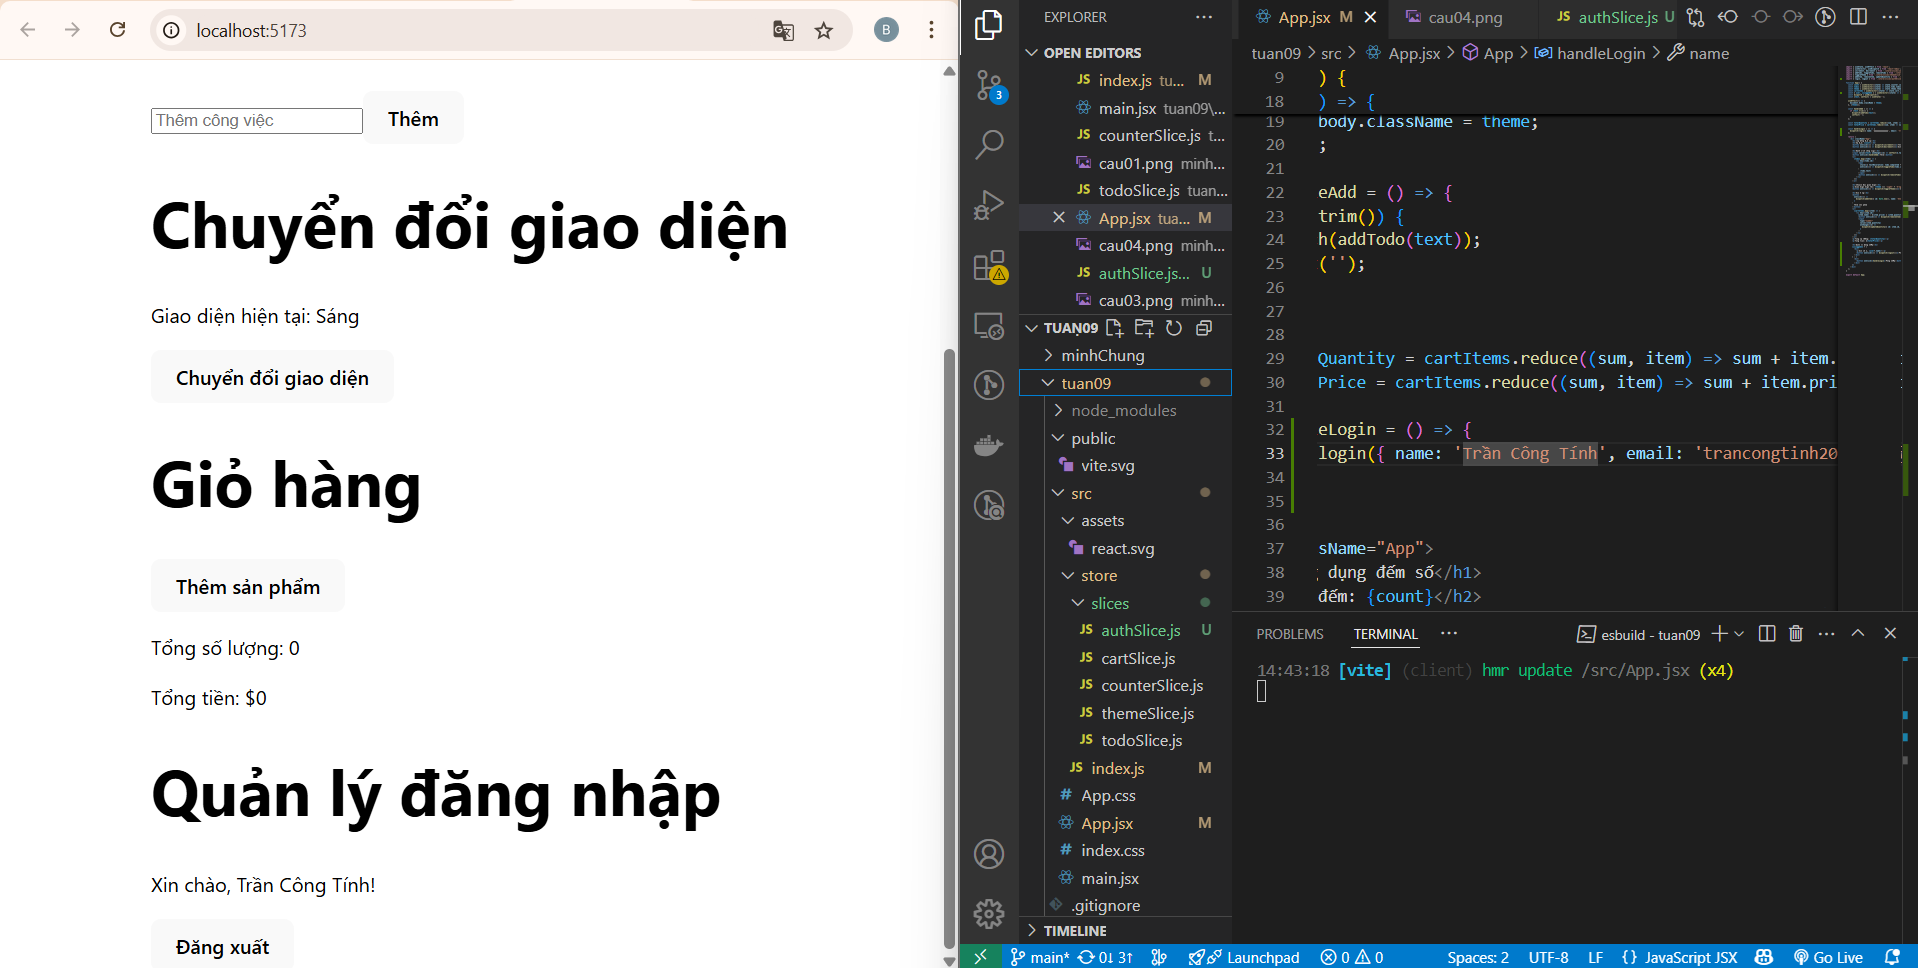 localhost:5173
B
Thêm công việc
Thêm
Chuyển đổi giao diện
Giao diện hiện tại: Sáng
Chuyển đổi giao diện
Giỏ hàng
Thêm sản phẩm
Tổng số lượng: 0
Tổng tiền: $0
Quản lý đăng nhập
Xin chào, Trần Công Tính!
Đăng xuất
3
EXPLORER
OPEN EDITORS
JS index.js tu... M
main.jsx tuan09\...
JS counterSlice.js t...
cau01.png minh...
JS todoSlice.js tuan...
App.jsx tua... M
cau04.png minh...
JS authSlice.js... U
cau03.png minh...
TUAN09
minhChung
tuan09
node_modules
public
vite.svg
src
assets
react.svg
store
slices
JS authSlice.js U
JS cartSlice.js
JS counterSlice.js
JS themeSlice.js
JS todoSlice.js
JS index.js M
# App.css
App.jsx M
# index.css
main.jsx
.gitignore
TIMELINE
App.jsx M
cau04.png
JS authSlice.js U
tuan09 > src > App.jsx > App > handleLogin > name
9 ) {
18 ) => {
19 body.className = theme;
20 ;
21
22 eAdd = () => {
23 trim()) {
24 h(addTodo(text));
25 ('');
26
27
28
29 Quantity = cartItems.reduce((sum, item) => sum + item.
30 Price = cartItems.reduce((sum, item) => sum + item.pri
31
32 eLogin = () => {
33 login({ name: 'Trần Công Tính', email: 'trancongtinh20
34
35
36
37 sName="App">
38 dụng đếm số</h1>
39 đếm: {count}</h2>
PROBLEMS
TERMINAL
esbuild - tuan09
14:43:18 [vite] (client) hmr update /src/App.jsx (x4)
main* 0↓ 3↑
Launchpad
0 0
Spaces: 2
UTF-8
LF
{ } JavaScript JSX
Go Live